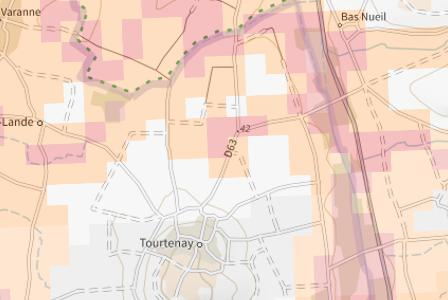 Varanne
Bas Nueil
Lande
42
D63
Tourtenay